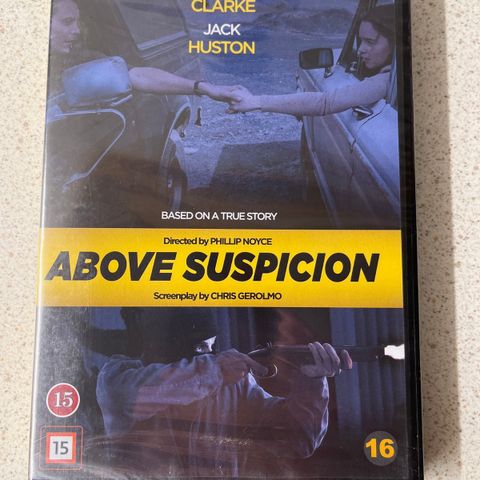 CLARKE
JACK
HUSTON
BASED ON A TRUE STORY
Directed by PHILLIP NOYCE
ABOVE SUSPICION
Screenplay by CHRIS GEROLMO
15
15
16